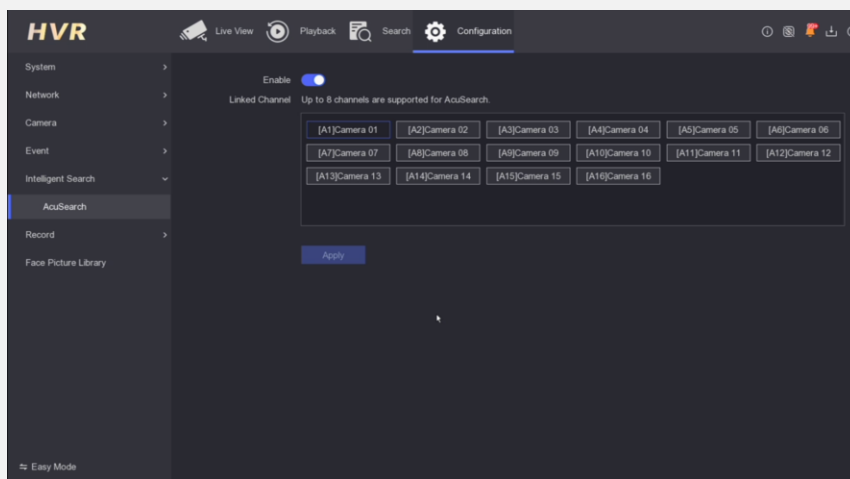 HVR Live View Playback Search Configuration
System
Network
Camera
Event
Intelligent Search
AcuSearch
Record
Face Picture Library
Easy Mode
Enable
Linked Channel Up to 8 channels are supported for AcuSearch.
[A1]Camera 01 [A2]Camera 02 [A3]Camera 03 [A4]Camera 04 [A5]Camera 05 [A6]Camera 06
[A7]Camera 07 [A8]Camera 08 [A9]Camera 09 [A10]Camera 10 [A11]Camera 11 [A12]Camera 12
[A13]Camera 13 [A14]Camera 14 [A15]Camera 15 [A16]Camera 16
Apply